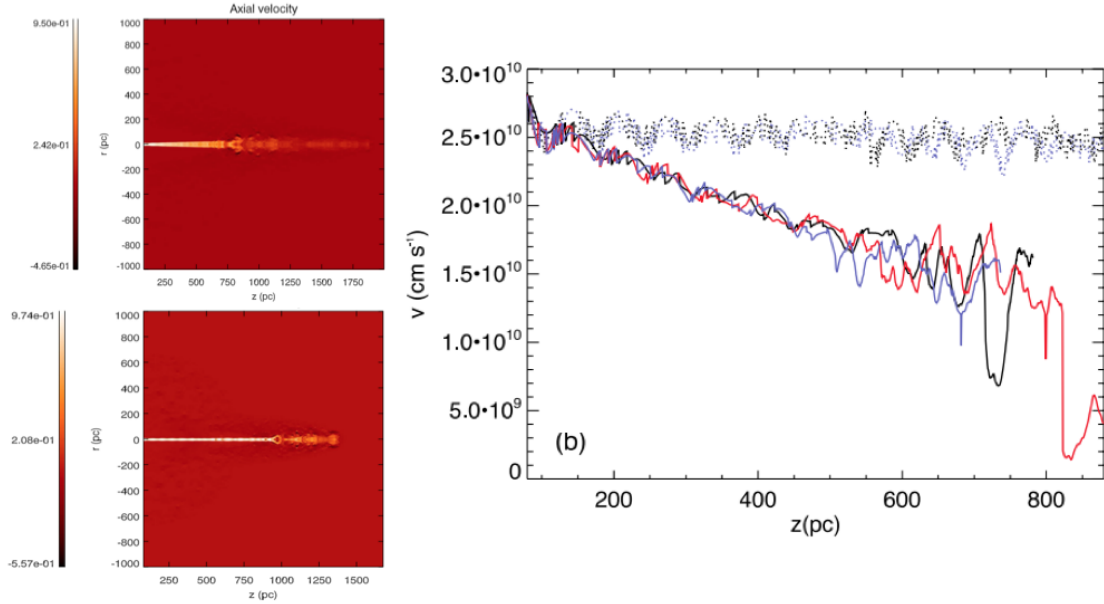 Axial velocity
9.50e-01
2.42e-01
-4.65e-01
1000
800
600
400
200
0
-200
-400
-600
-800
-1000
r (pc)
250 500 750 1000 1250 1500 1750
z (pc)
9.74e-01
2.08e-01
-5.57e-01
1000
800
600
400
200
0
-200
-400
-600
-800
-1000
r (pc)
250 500 750 1000 1250 1500
z (pc)
3.0•10¹⁰
2.5•10¹⁰
2.0•10¹⁰
1.5•10¹⁰
1.0•10¹⁰
5.0•10⁹
0
v (cm s⁻¹)
(b)
200 400 600 800
z(pc)